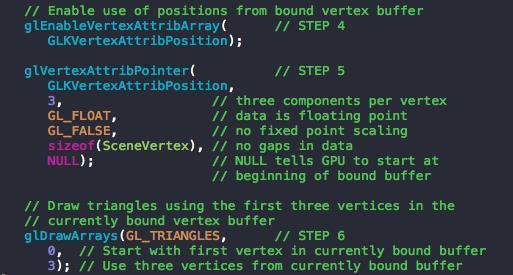 // Enable use of positions from bound vertex buffer
glEnableVertexAttribArray(      // STEP 4
   GLKVertexAttribPosition);

glVertexAttribPointer(          // STEP 5
   GLKVertexAttribPosition,
   3,                   // three components per vertex
   GL_FLOAT,            // data is floating point
   GL_FALSE,            // no fixed point scaling
   sizeof(SceneVertex), // no gaps in data
   NULL);               // NULL tells GPU to start at
                        // beginning of bound buffer

// Draw triangles using the first three vertices in the
// currently bound vertex buffer
glDrawArrays(GL_TRIANGLES,      // STEP 6
   0,  // Start with first vertex in currently bound buffer
   3); // Use three vertices from currently bound buffer